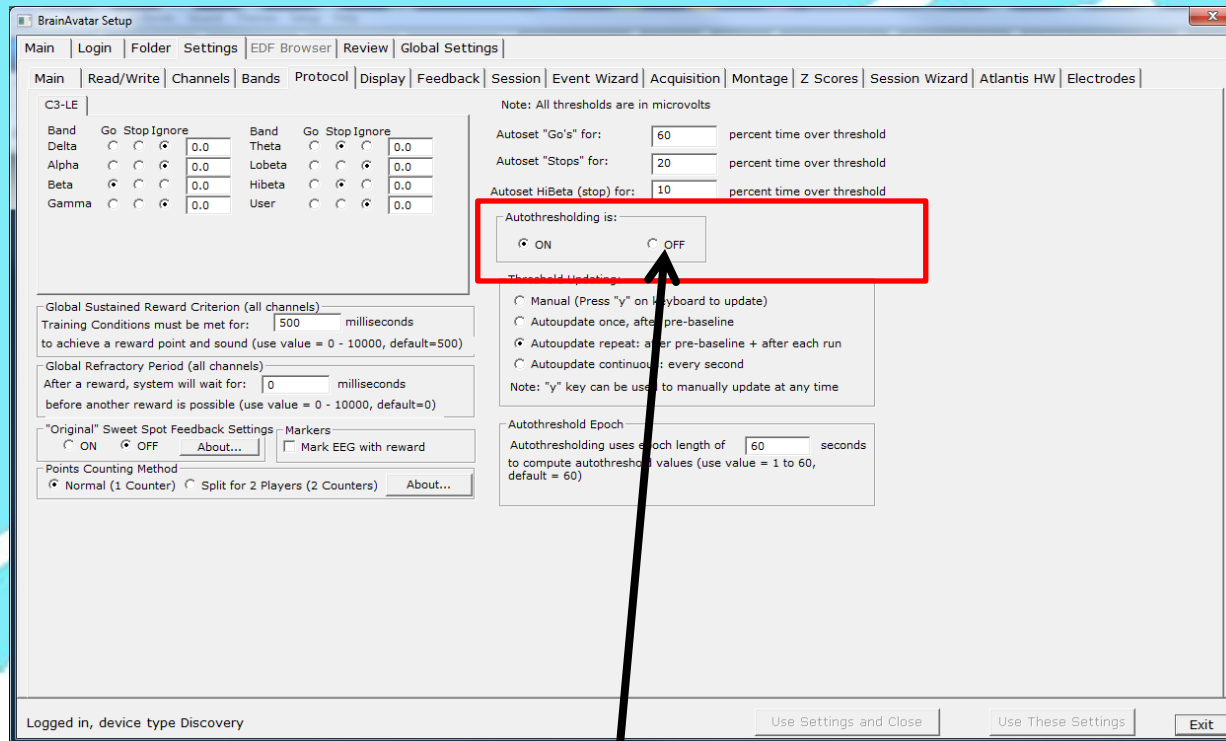 BrainAvatar Setup
Main Login Folder Settings EDF Browser Review Global Settings
Main Read/Write Channels Bands Protocol Display Feedback Session Event Wizard Acquisition Montage Z Scores Session Wizard Atlantis HW Electrodes
C3-LE
Band Go Stop Ignore Band Go Stop Ignore
Delta 0.0 Theta 0.0
Alpha 0.0 Lobeta 0.0
Beta 0.0 Hibeta 0.0
Gamma 0.0 User 0.0
Global Sustained Reward Criterion (all channels)
Training Conditions must be met for: 500 milliseconds
to achieve a reward point and sound (use value = 0 - 10000, default=500)
Global Refractory Period (all channels)
After a reward, system will wait for: 0 milliseconds
before another reward is possible (use value = 0 - 10000, default=0)
"Original" Sweet Spot Feedback Settings Markers
ON OFF About... Mark EEG with reward
Points Counting Method
Normal (1 Counter) Split for 2 Players (2 Counters) About...
Note: All thresholds are in microvolts
Autoset "Go's" for: 60 percent time over threshold
Autoset "Stops" for: 20 percent time over threshold
Autoset HiBeta (stop) for: 10 percent time over threshold
Autothresholding is:
ON OFF
Threshold Updating:
Manual (Press "y" on keyboard to update)
Autoupdate once, after pre-baseline
Autoupdate repeat: after pre-baseline + after each run
Autoupdate continuous: every second
Note: "y" key can be used to manually update at any time
Autothreshold Epoch
Autothresholding uses epoch length of 60 seconds
to compute autothreshold values (use value = 1 to 60,
default = 60)
Logged in, device type Discovery Use Settings and Close Use These Settings Exit